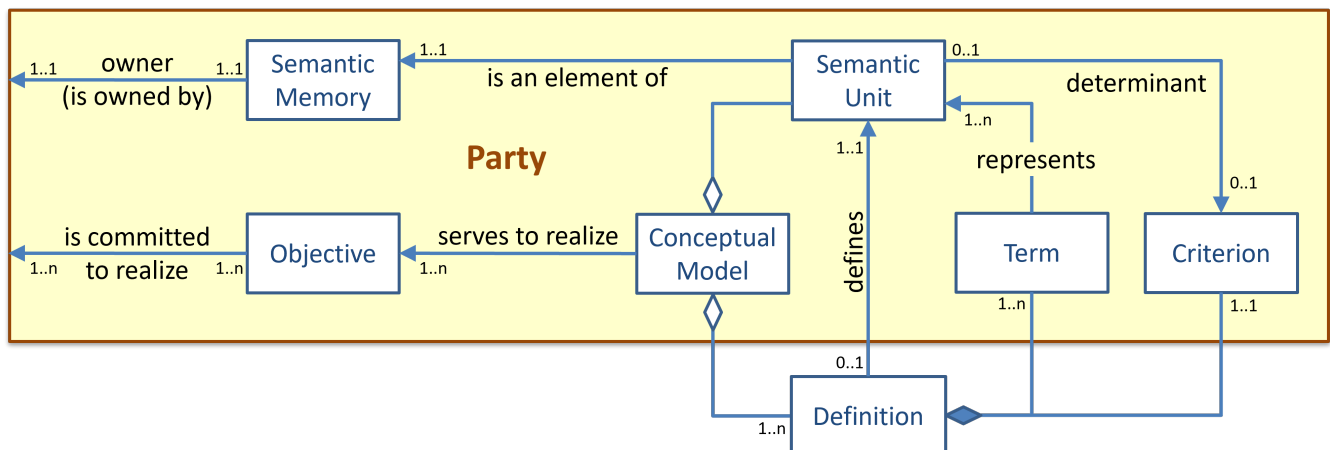 1..1
owner
1..1
(is owned by)
Semantic
Memory
1..1
is an element of
Semantic
Unit
0..1
determinant
1..n
1..1
represents
Party
0..1
is committed
to realize
1..n
1..n
Objective
serves to realize
1..n
Conceptual
Model
defines
Term
Criterion
1..n
1..1
0..1
1..n
Definition